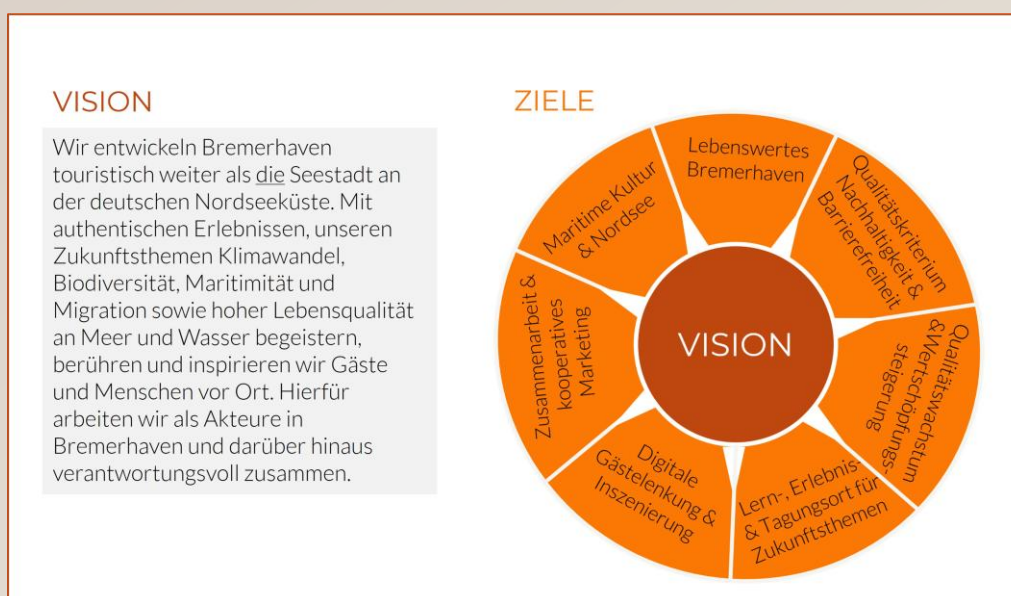 VISION
Wir entwickeln Bremerhaven
touristisch weiter als die Seestadt an
der deutschen Nordseeküste. Mit
authentischen Erlebnissen, unseren
Zukunftsthemen Klimawandel,
Biodiversität, Maritimität und
Migration sowie hoher Lebensqualität
an Meer und Wasser begeistern,
berühren und inspirieren wir Gäste
und Menschen vor Ort. Hierfür
arbeiten wir als Akteure in
Bremerhaven und darüber hinaus
verantwortungsvoll zusammen.
ZIELE
Lebenswertes
Bremerhaven
Qualitätskriterium
Nachhaltigkeit &
Barrierefreiheit
Qualitätswachstum
&Wertschöpfungs-
steigerung
Lern-, Erlebnis-
& Tagungsort für
Zukunftsthemen
Digitale
Gästelenkung &
Inszenierung
Zusammenarbeit &
kooperatives
Marketing
Maritime Kultur
& Nordsee
VISION